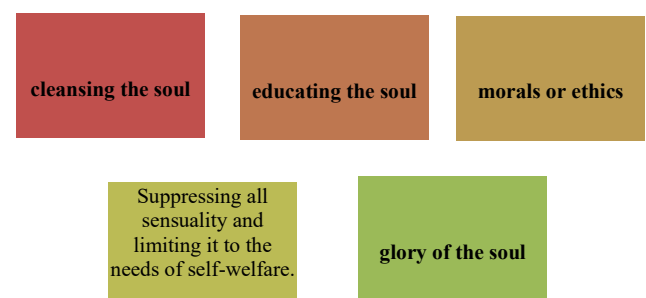 cleansing the soul
educating the soul
morals or ethics
Suppressing all
sensuality and
limiting it to the
needs of self-welfare.
glory of the soul